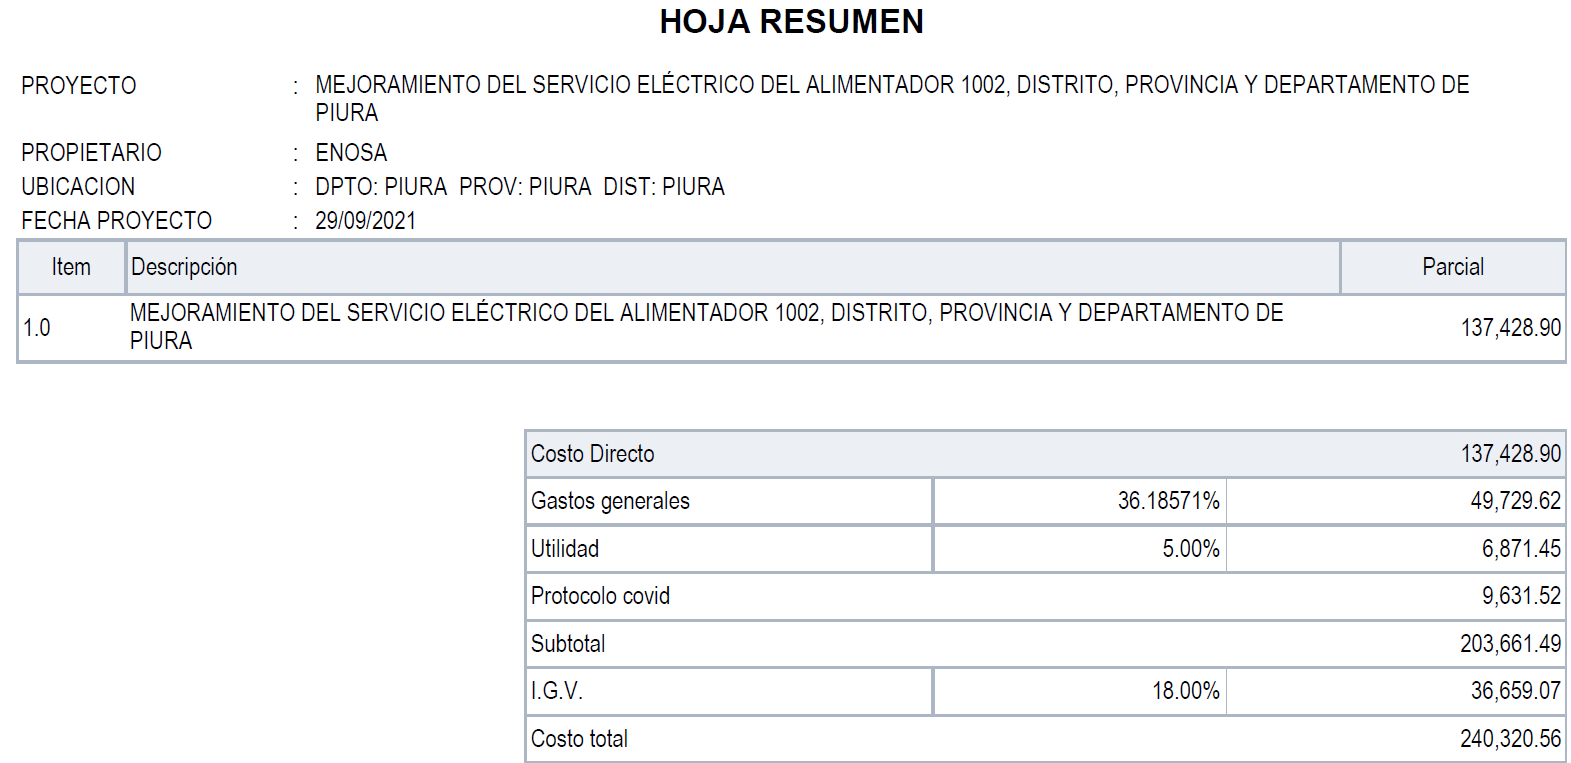 HOJA RESUMEN
PROYECTO : MEJORAMIENTO DEL SERVICIO ELÉCTRICO DEL ALIMENTADOR 1002, DISTRITO, PROVINCIA Y DEPARTAMENTO DE
PIURA
PROPIETARIO : ENOSA
UBICACION : DPTO: PIURA PROV: PIURA DIST: PIURA
FECHA PROYECTO : 29/09/2021
Item Descripción Parcial
1.0 MEJORAMIENTO DEL SERVICIO ELÉCTRICO DEL ALIMENTADOR 1002, DISTRITO, PROVINCIA Y DEPARTAMENTO DE
PIURA 137,428.90
Costo Directo 137,428.90
Gastos generales 36.18571% 49,729.62
Utilidad 5.00% 6,871.45
Protocolo covid 9,631.52
Subtotal 203,661.49
I.G.V. 18.00% 36,659.07
Costo total 240,320.56